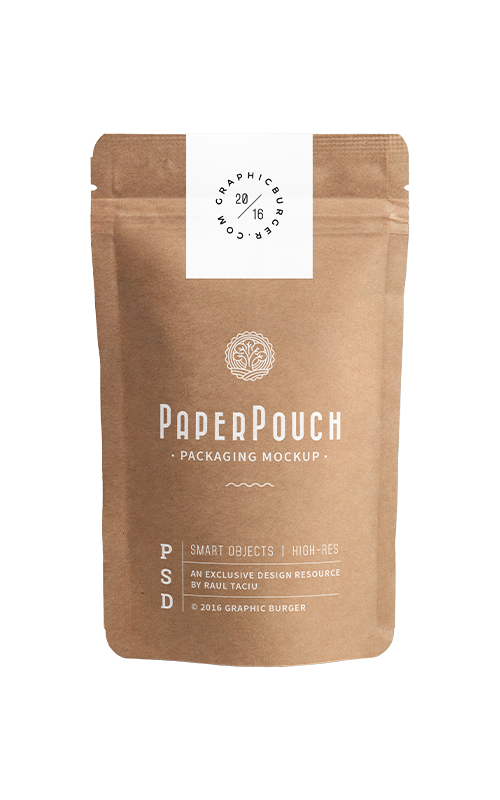 GRAPHICBURGER.COM
20
16
PAPERPOUCH
· PACKAGING MOCKUP ·
P
S
D
SMART OBJECTS | HIGH-RES
AN EXCLUSIVE DESIGN RESOURCE
BY RAUL TACIU
© 2016 GRAPHIC BURGER